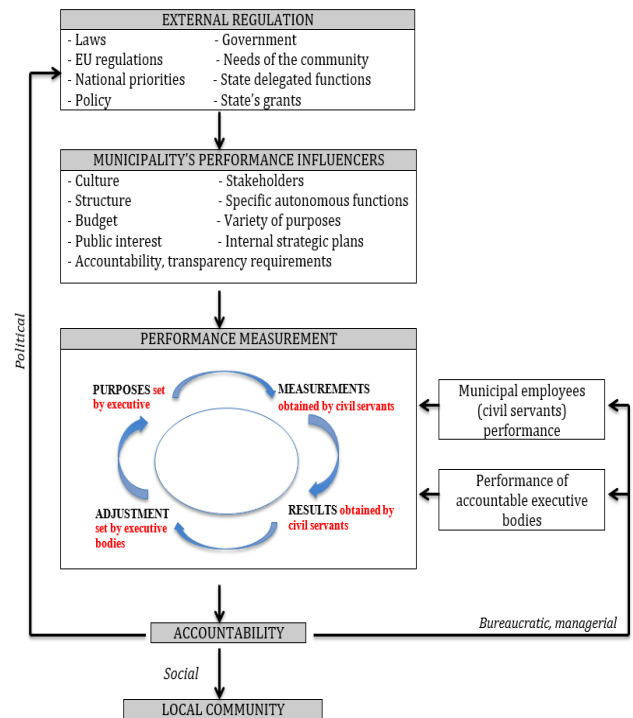 EXTERNAL REGULATION
- Laws - Government
- EU regulations - Needs of the community
- National priorities - State delegated functions
- Policy - State's grants
MUNICIPALITY'S PERFORMANCE INFLUENCERS
- Culture - Stakeholders
- Structure - Specific autonomous functions
- Budget - Variety of purposes
- Public interest - Internal strategic plans
- Accountability, transparency requirements
Political
PERFORMANCE MEASUREMENT
PURPOSES set
by executive
MEASUREMENTS
obtained by civil servants
ADJUSTMENT
set by executive
bodies
RESULTS obtained by
civil servants
Municipal employees
(civil servants)
performance
Performance of
accountable executive
bodies
ACCOUNTABILITY
Bureaucratic, managerial
Social
LOCAL COMMUNITY